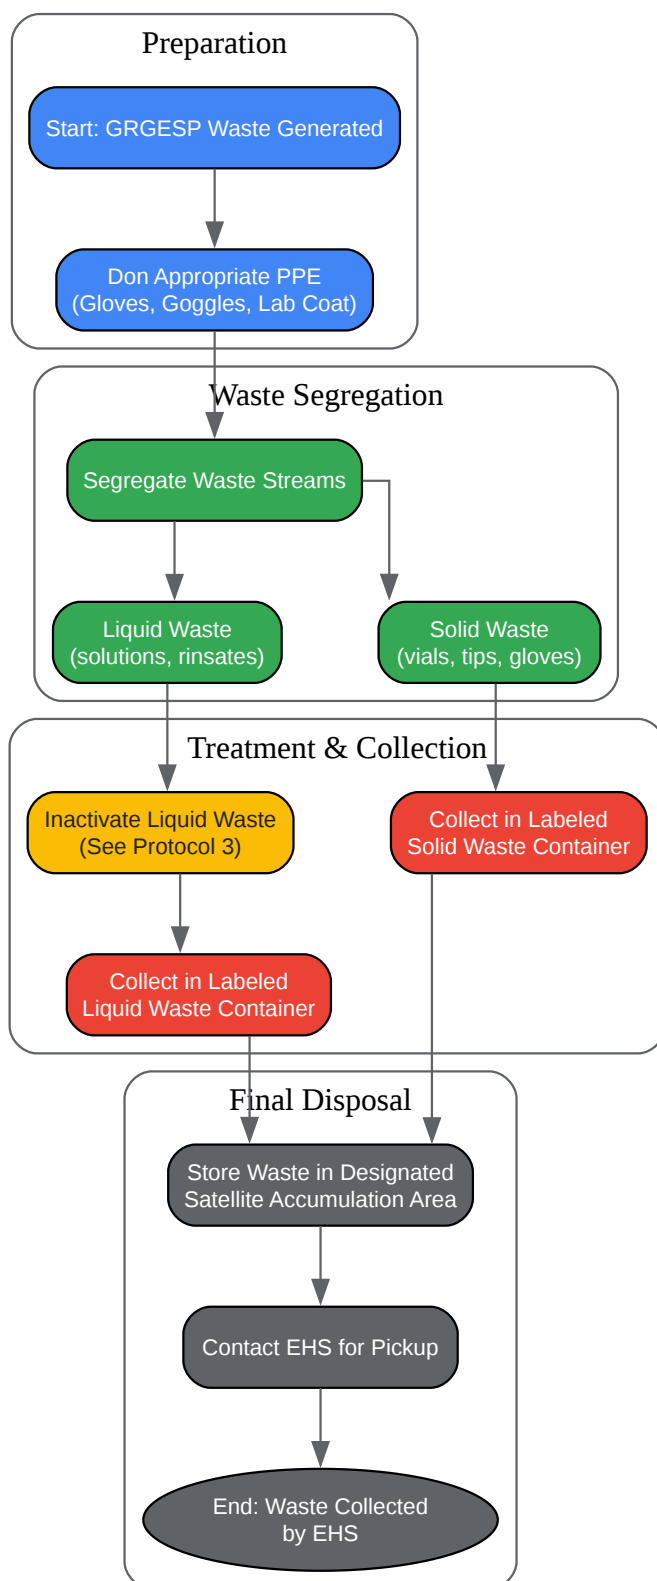 Preparation
Start: GRGESP Waste Generated
Don Appropriate PPE
(Gloves, Goggles, Lab Coat)
Waste Segregation
Segregate Waste Streams
Liquid Waste
(solutions, rinsates)
Solid Waste
(vials, tips, gloves)
Treatment & Collection
Inactivate Liquid Waste
(See Protocol 3)
Collect in Labeled
Solid Waste Container
Collect in Labeled
Liquid Waste Container
Final Disposal
Store Waste in Designated
Satellite Accumulation Area
Contact EHS for Pickup
End: Waste Collected
by EHS